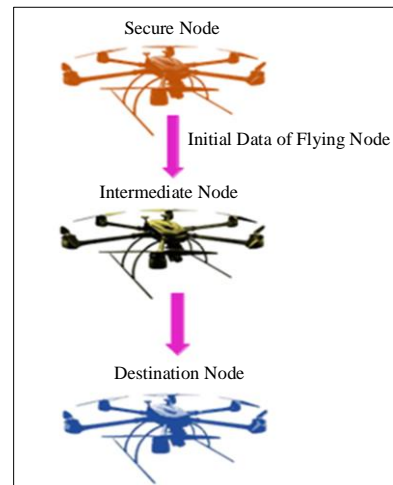 Secure Node
Initial Data of Flying Node
Intermediate Node
Destination Node